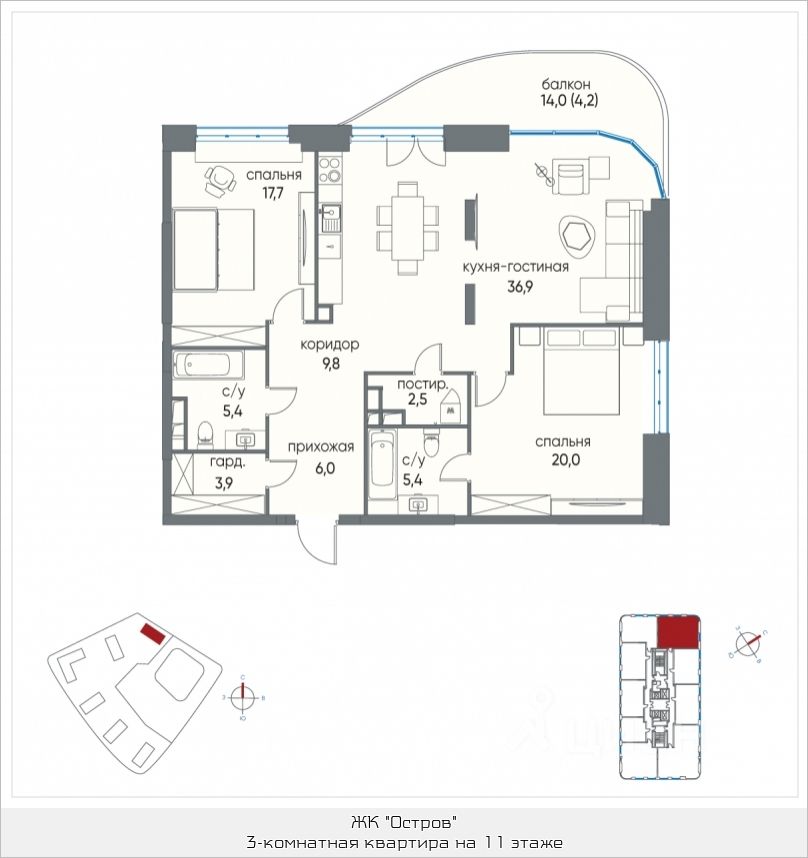 балкон
14,0 (4,2)
спальня
17,7
кухня-гостиная
36,9
коридор
9,8
постир.
2,5
с/у
5,4
прихожая
6,0
гард.
3,9
с/у
5,4
спальня
20,0
С
З
В
Ю
З
С
Ю
В
ЖК "Остров"
3-комнатная квартира на 11 этаже